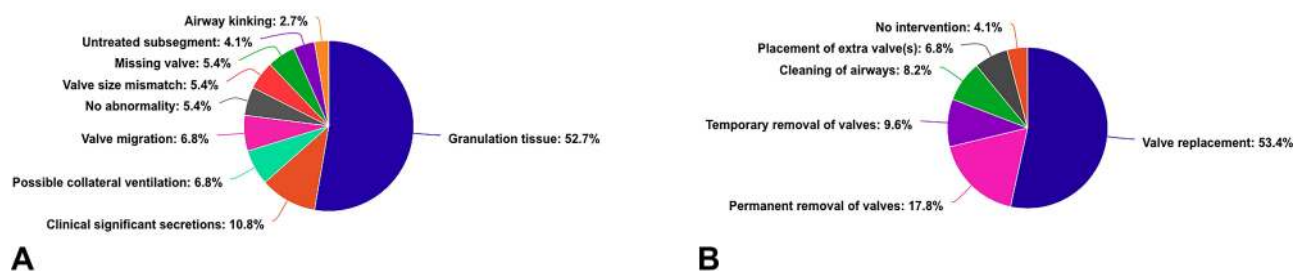 Airway kinking: 2.7%
Untreated subsegment: 4.1%
Missing valve: 5.4%
Valve size mismatch: 5.4%
No abnormality: 5.4%
Valve migration: 6.8%
Possible collateral ventilation: 6.8%
Clinical significant secretions: 10.8%
Granulation tissue: 52.7%
A
No intervention: 4.1%
Placement of extra valve(s): 6.8%
Cleaning of airways: 8.2%
Temporary removal of valves: 9.6%
Permanent removal of valves: 17.8%
Valve replacement: 53.4%
B